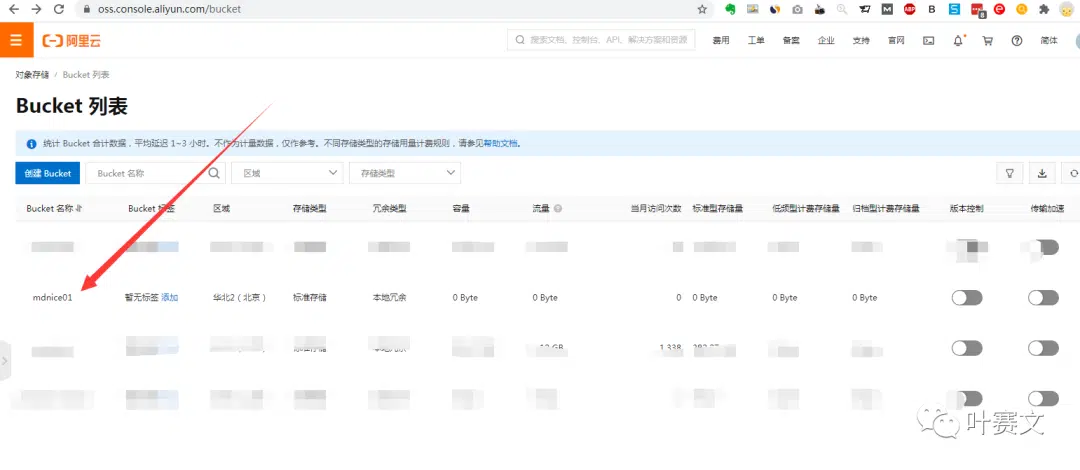 oss.console.aliyun.com/bucket
阿里云
搜索文档、控制台、API、解决方案和资源
费用 工单 备案 企业 支持 官网 简体
对象存储 / Bucket 列表
Bucket 列表
统计 Bucket 合计数据，平均延迟 1~3 小时。不作为计量数据，仅作参考。不同存储类型的存储用量计费规则，请参见帮助文档。
创建 Bucket Bucket 名称 区域 存储类型
Bucket 名称 Bucket 标签 区域 存储类型 冗余类型 容量 流量 当月访问次数 标准型存储量 低频型计费存储量 归档型计费存储量 版本控制 传输加速
mdnice01 暂无标签 添加 华北2（北京） 标准存储 本地冗余 0 Byte 0 Byte 0 0 Byte 0 Byte 0 Byte
1,338
叶赛文